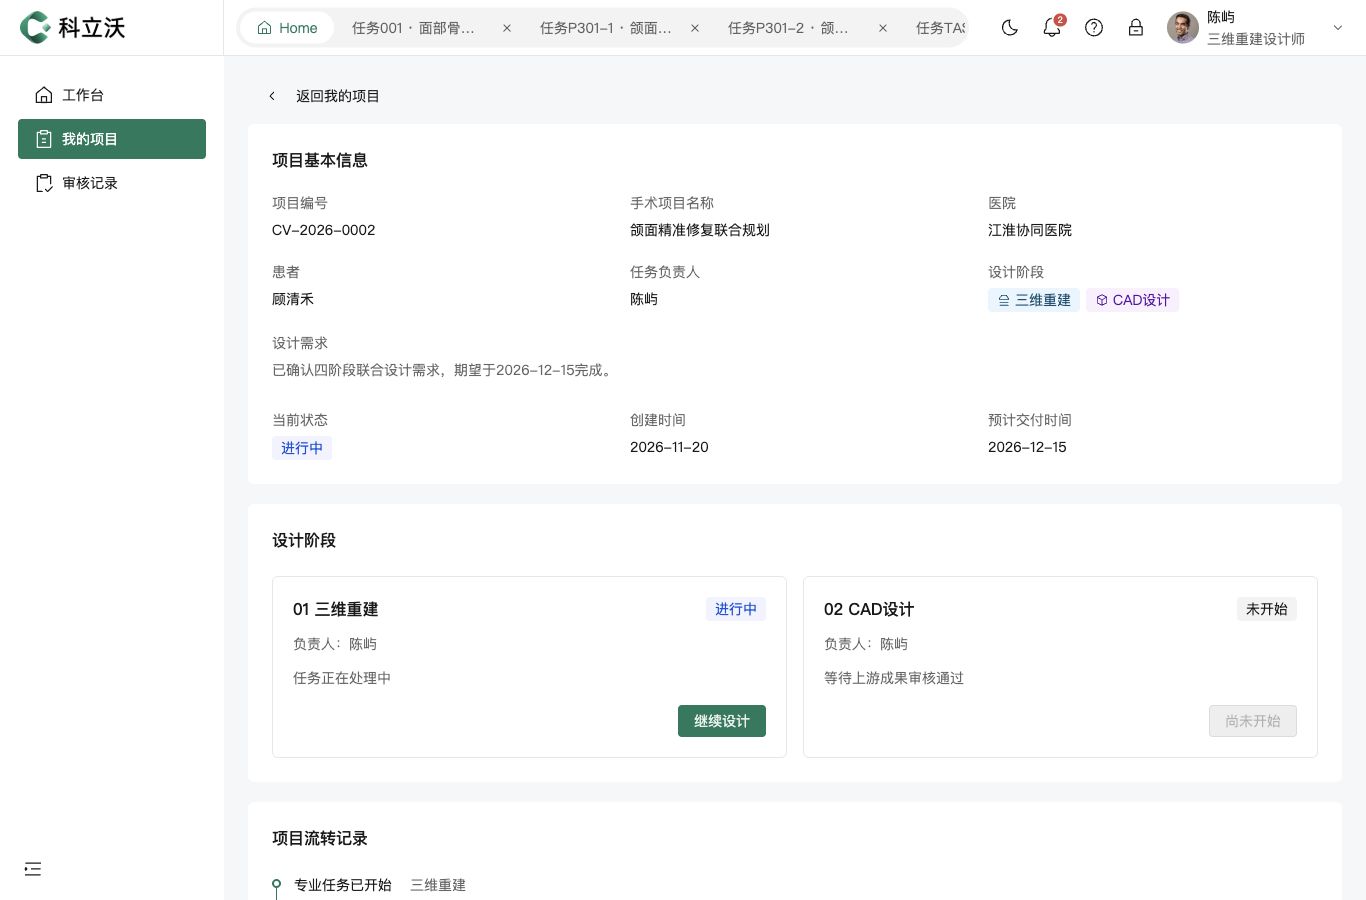 科立沃
Home
任务001 · 面部骨...
任务P301-1 · 颌面...
任务P301-2 · 颌...
任务TAS
2
陈屿
三维重建设计师
工作台
我的项目
审核记录
返回我的项目
项目基本信息
项目编号
手术项目名称
医院
CV-2026-0002
颌面精准修复联合规划
江淮协同医院
患者
任务负责人
设计阶段
顾清禾
陈屿
三维重建
CAD设计
设计需求
已确认四阶段联合设计需求，期望于2026-12-15完成。
当前状态
创建时间
预计交付时间
进行中
2026-11-20
2026-12-15
设计阶段
01 三维重建
进行中
负责人：陈屿
任务正在处理中
继续设计
02 CAD设计
未开始
负责人：陈屿
等待上游成果审核通过
尚未开始
项目流转记录
专业任务已开始
三维重建